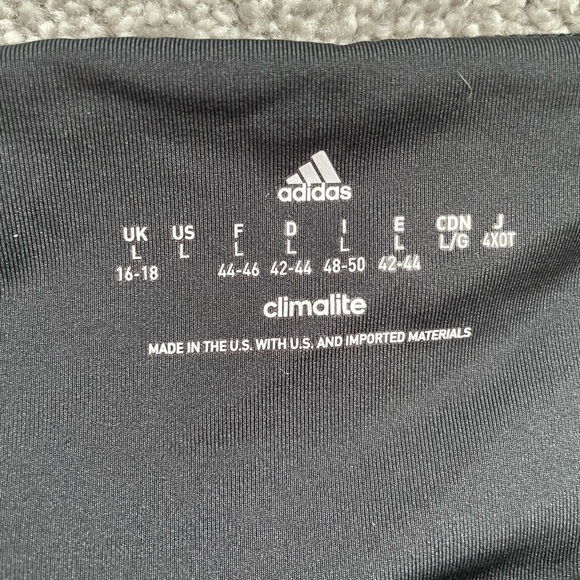 adidas
UK US F D I E CDN J
L L L L L L L/G 4XOT
16-18 44-46 42-44 48-50 42-44
climalite
MADE IN THE U.S. WITH U.S. AND IMPORTED MATERIALS